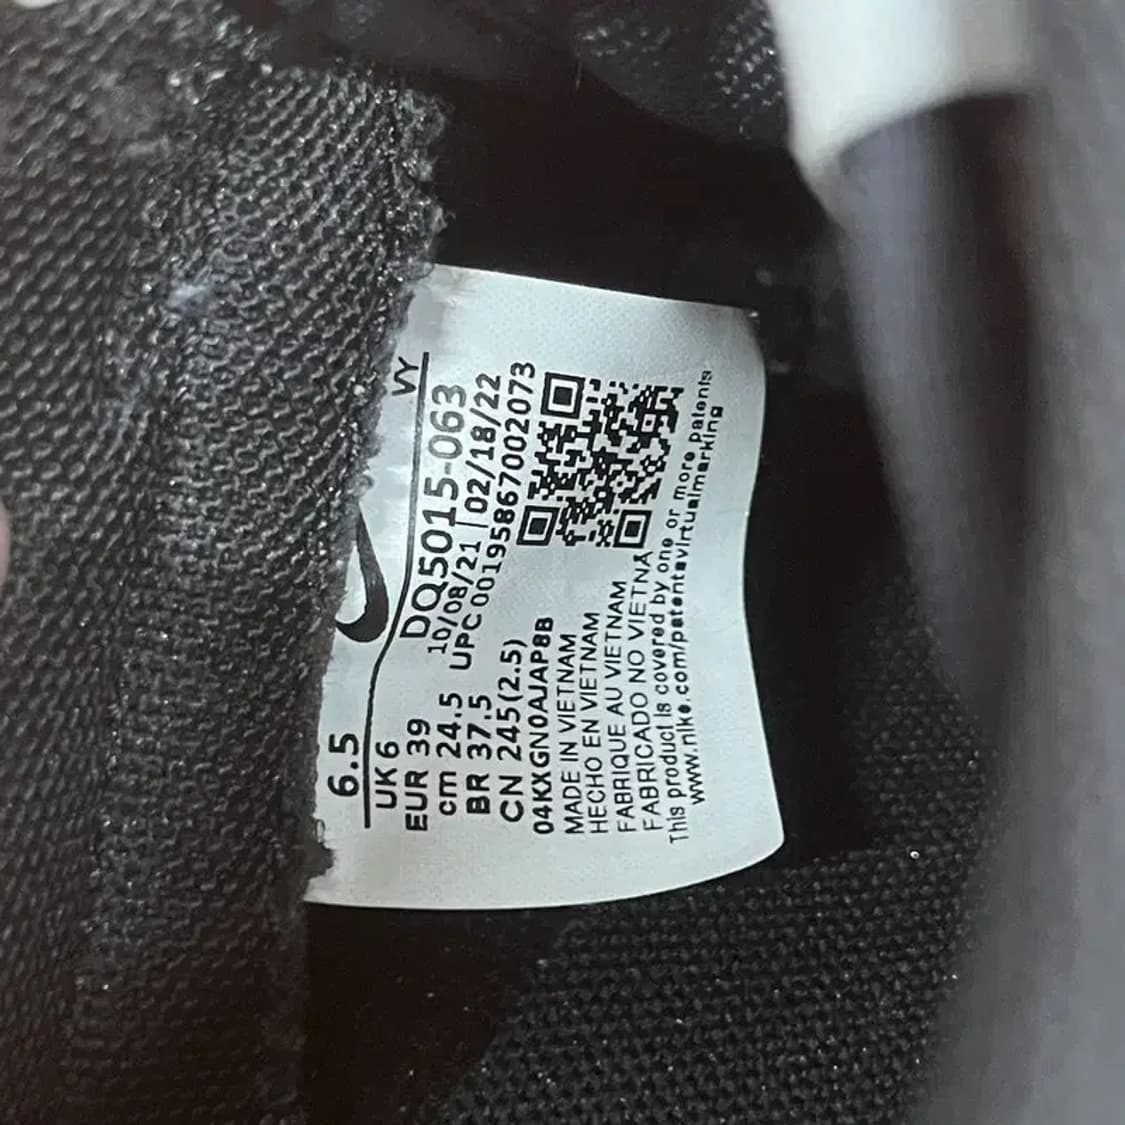 6.5
VY
UK 6
DQ5015-063
EUR 39
10/08/21 | 02/18/22
cm 24.5
UPC 00195867002073
BR 37.5
CN 245(2.5)
04KXGN0AJAP8B
MADE IN VIETNAM
HECHO EN VIETNAM
FABRIQUE AU VIETNAM
FABRICADO NO VIETNÃ
This product is covered by one or more patents
www.nike.com/patentsvirtualmarking